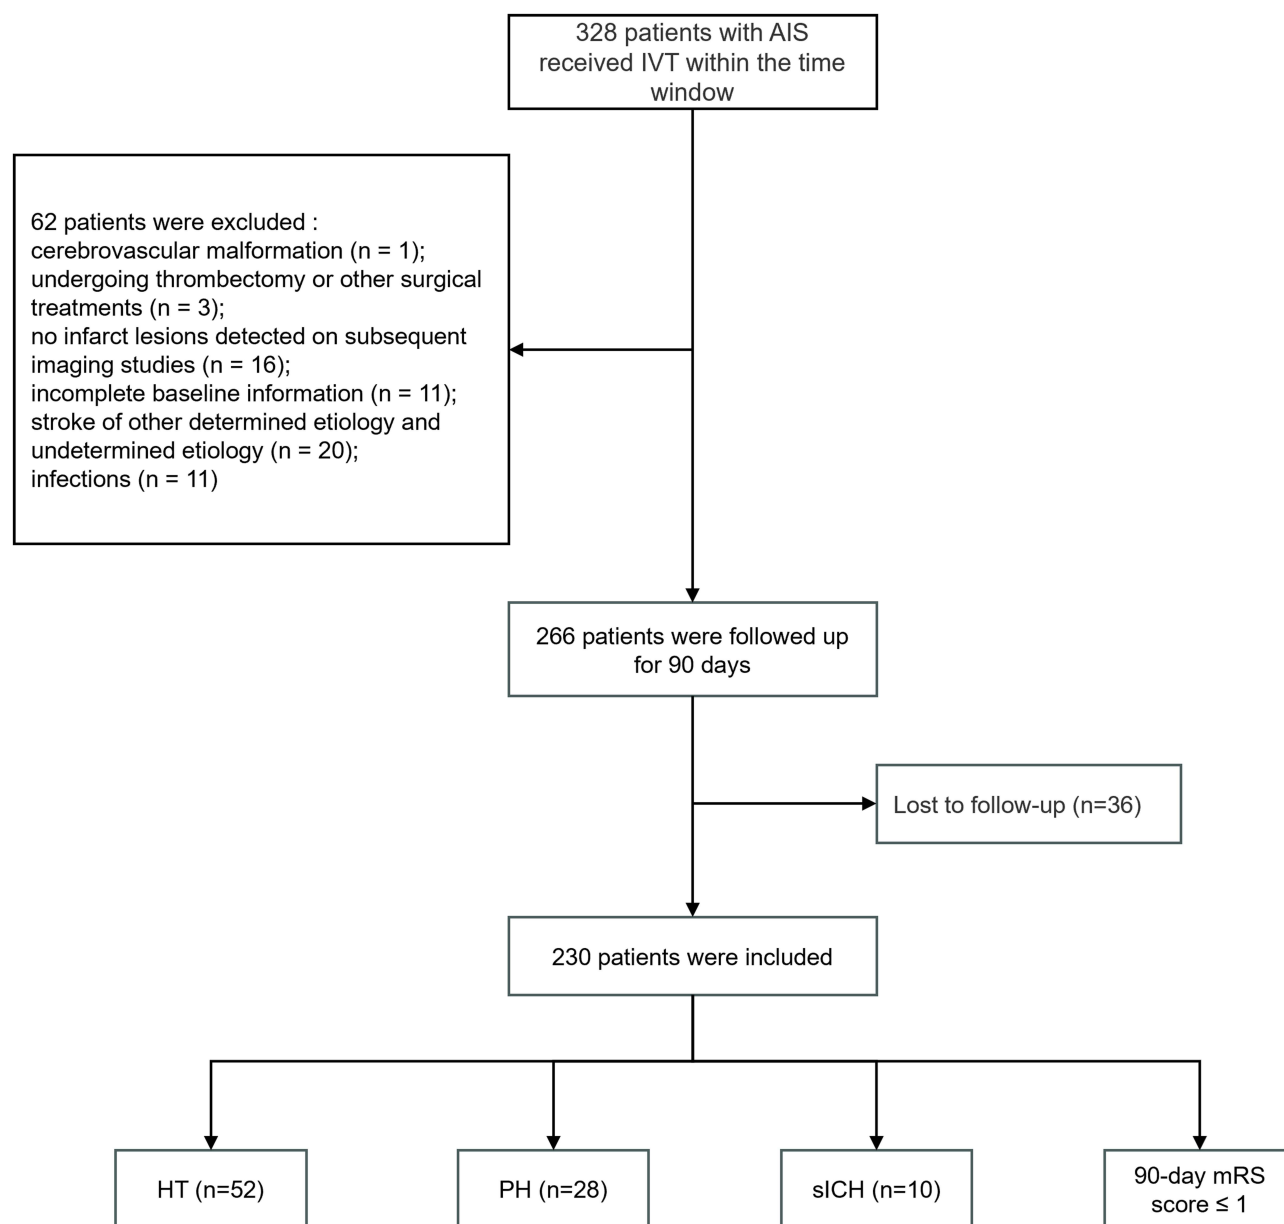 328 patients with AIS
received IVT within the time
window
62 patients were excluded :
cerebrovascular malformation (n = 1);
undergoing thrombectomy or other surgical
treatments (n = 3);
no infarct lesions detected on subsequent
imaging studies (n = 16);
incomplete baseline information (n = 11);
stroke of other determined etiology and
undetermined etiology (n = 20);
infections (n = 11)
266 patients were followed up
for 90 days
Lost to follow-up (n=36)
230 patients were included
HT (n=52)
PH (n=28)
sICH (n=10)
90-day mRS
score ≤ 1